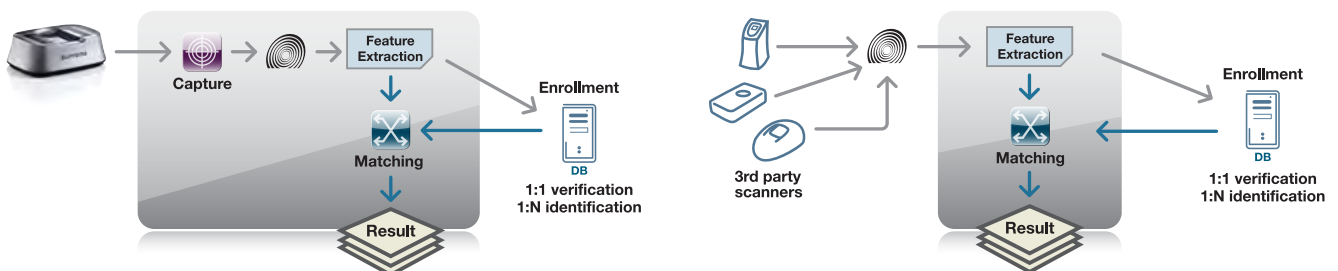 Capture
Feature
Extraction
Enrollment
Matching
DB
1:1 verification
1:N identification
Result
3rd party
scanners
Feature
Extraction
Enrollment
Matching
DB
1:1 verification
1:N identification
Result